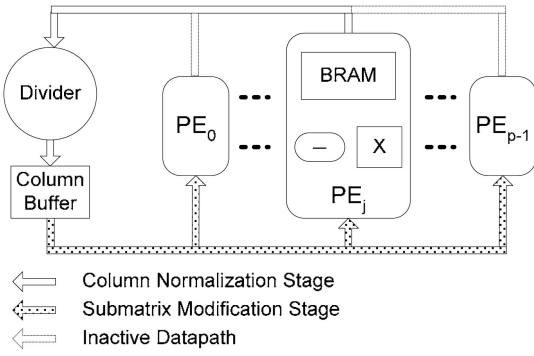 BRAM
Divider
PE0
PEp-1
– X
Column
Buffer
PEj
Column Normalization Stage
Submatrix Modification Stage
Inactive Datapath